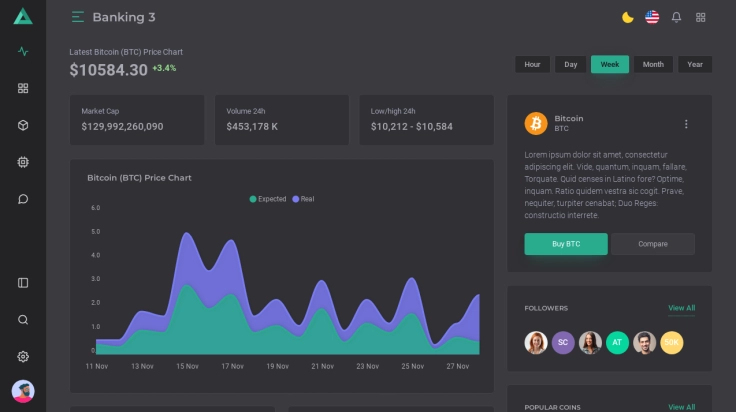 Banking 3
Latest Bitcoin (BTC) Price Chart
$10584.30 +3.4%
Hour Day Week Month Year
Market Cap
$129,992,260,090
Volume 24h
$453,178 K
Low/high 24h
$10,212 - $10,584
Bitcoin (BTC) Price Chart
Expected Real
6.0
5.0
4.0
3.0
2.0
1.0
0
11 Nov 13 Nov 15 Nov 17 Nov 19 Nov 21 Nov 23 Nov 25 Nov 27 Nov
Bitcoin
BTC
Lorem ipsum dolor sit amet, consectetur
adipiscing elit. Vide, quantum, inquam, fallare,
Torquate. Quid censes in Latino fore? Optime,
inquam. Ratio quidem vestra sic cogit. Prave,
nequiter, turpiter cenabat; Duo Reges:
constructio interrete.
Buy BTC Compare
FOLLOWERS View All
SC AT 50K
POPULAR COINS View All